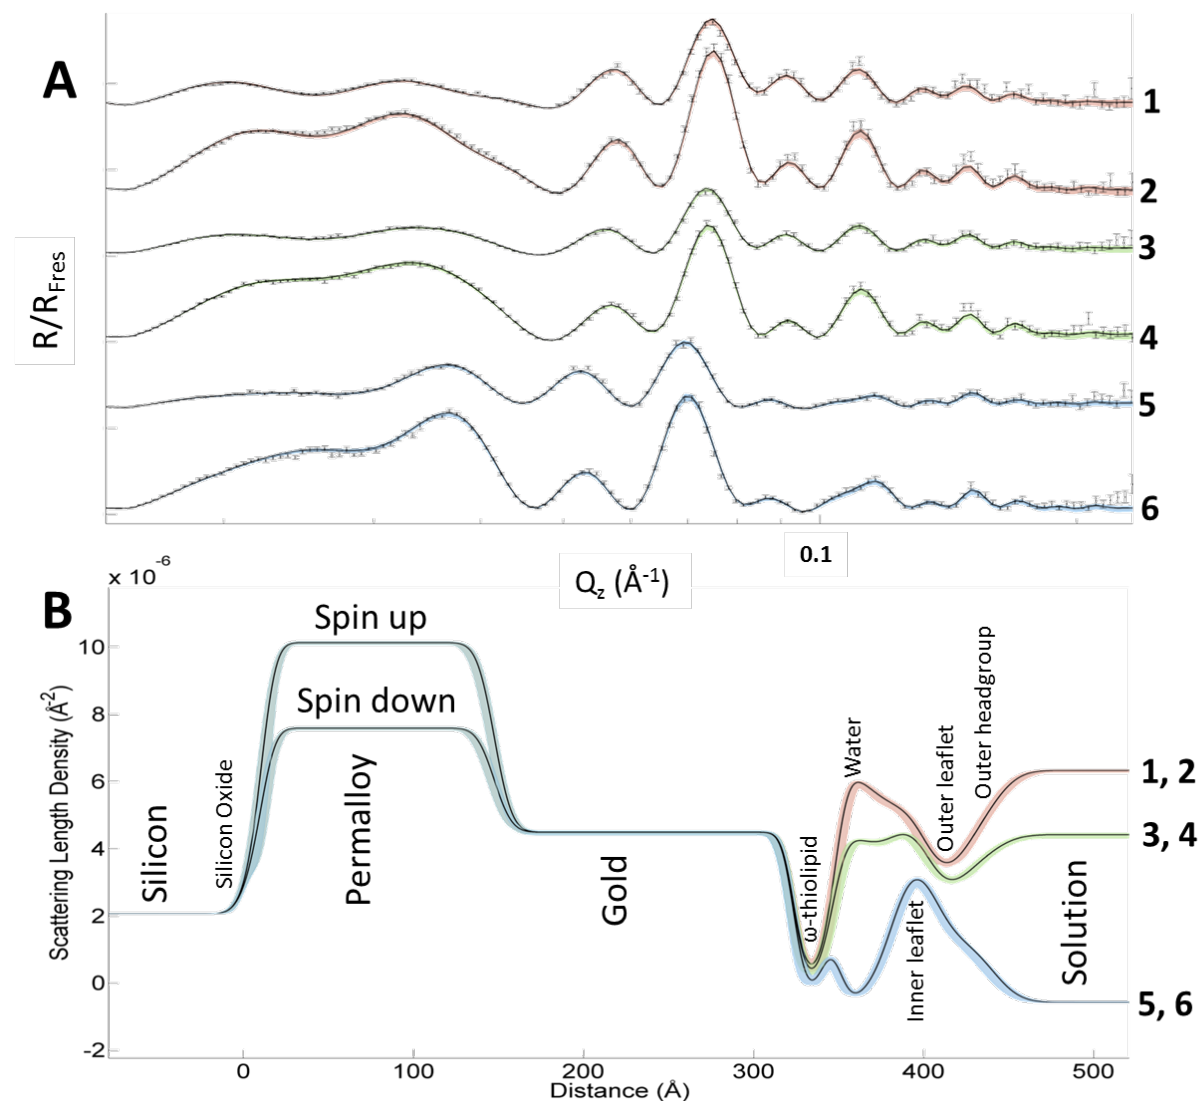 A
1
2
3
4
5
6
R/RFres
0.1
Qz (Å-1)
x 10-6
B
Spin up
Spin down
Scattering Length Density (Å-2)
10
8
6
4
2
0
-2
Silicon
Silicon Oxide
Permalloy
Gold
ω-thiolipid
Water
Inner leaflet
Outer leaflet
Outer headgroup
Solution
1, 2
3, 4
5, 6
0 100 200 300 400 500
Distance (Å)